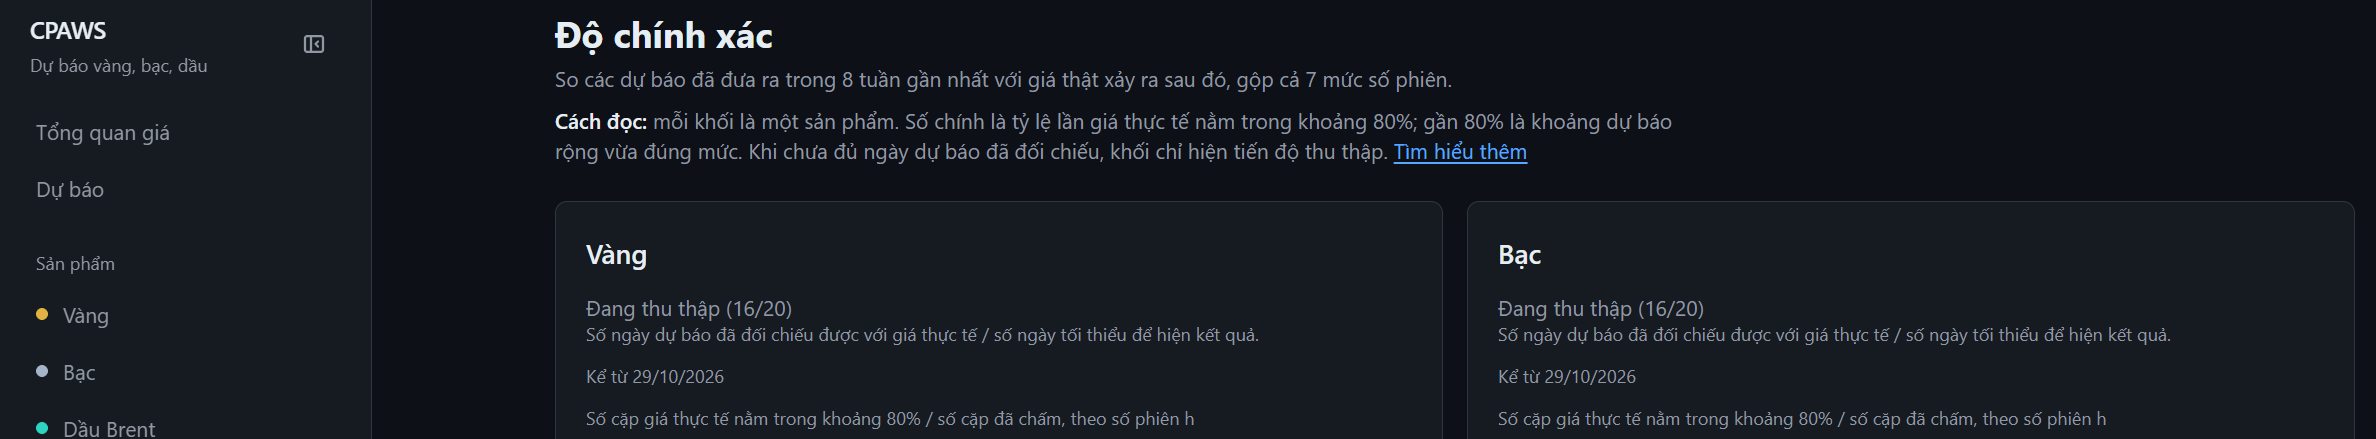 CPAWS
Dự báo vàng, bạc, dầu
Tổng quan giá
Dự báo
Sản phẩm
Vàng
Bạc
Dầu Brent
Độ chính xác
So các dự báo đã đưa ra trong 8 tuần gần nhất với giá thật xảy ra sau đó, gộp cả 7 mức số phiên.
Cách đọc: mỗi khối là một sản phẩm. Số chính là tỷ lệ lần giá thực tế nằm trong khoảng 80%; gần 80% là khoảng dự báo
rộng vừa đúng mức. Khi chưa đủ ngày dự báo đã đối chiếu, khối chỉ hiện tiến độ thu thập. Tìm hiểu thêm
Vàng
Đang thu thập (16/20)
Số ngày dự báo đã đối chiếu được với giá thực tế / số ngày tối thiểu để hiện kết quả.
Kể từ 29/10/2026
Số cặp giá thực tế nằm trong khoảng 80% / số cặp đã chấm, theo số phiên h
Bạc
Đang thu thập (16/20)
Số ngày dự báo đã đối chiếu được với giá thực tế / số ngày tối thiểu để hiện kết quả.
Kể từ 29/10/2026
Số cặp giá thực tế nằm trong khoảng 80% / số cặp đã chấm, theo số phiên h